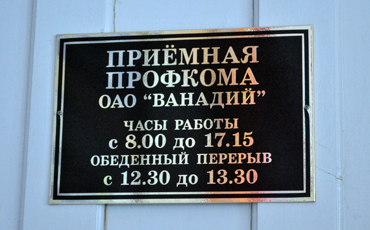 ПРИЁМНАЯ
ПРОФКОМА
ОАО “ВАНАДИЙ”
ЧАСЫ РАБОТЫ
с 8.00 до 17.15
ОБЕДЕННЫЙ ПЕРЕРЫВ
с 12.30 до 13.30